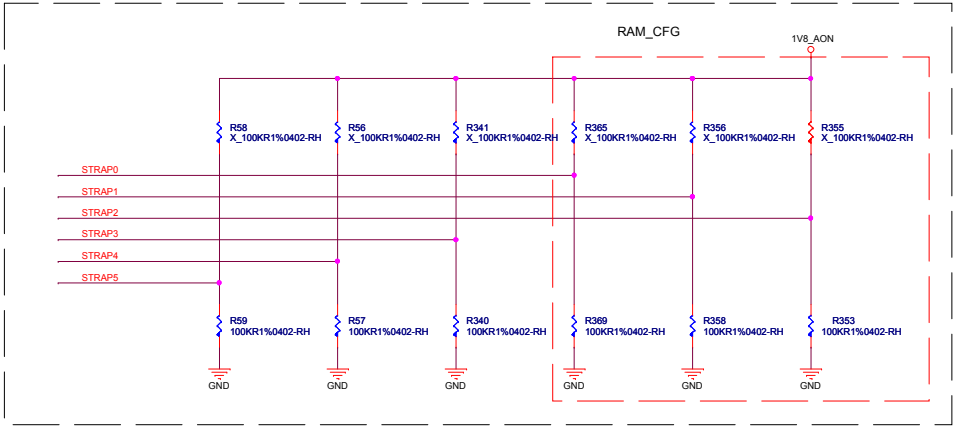 RAM_CFG
1V8_AON
R58
X_100KR1%0402-RH
R56
X_100KR1%0402-RH
R341
X_100KR1%0402-RH
R365
X_100KR1%0402-RH
R356
X_100KR1%0402-RH
R355
X_100KR1%0402-RH
STRAP0
STRAP1
STRAP2
STRAP3
STRAP4
STRAP5
R59
100KR1%0402-RH
R57
100KR1%0402-RH
R340
100KR1%0402-RH
R369
100KR1%0402-RH
R358
100KR1%0402-RH
R353
100KR1%0402-RH
GND
GND
GND
GND
GND
GND